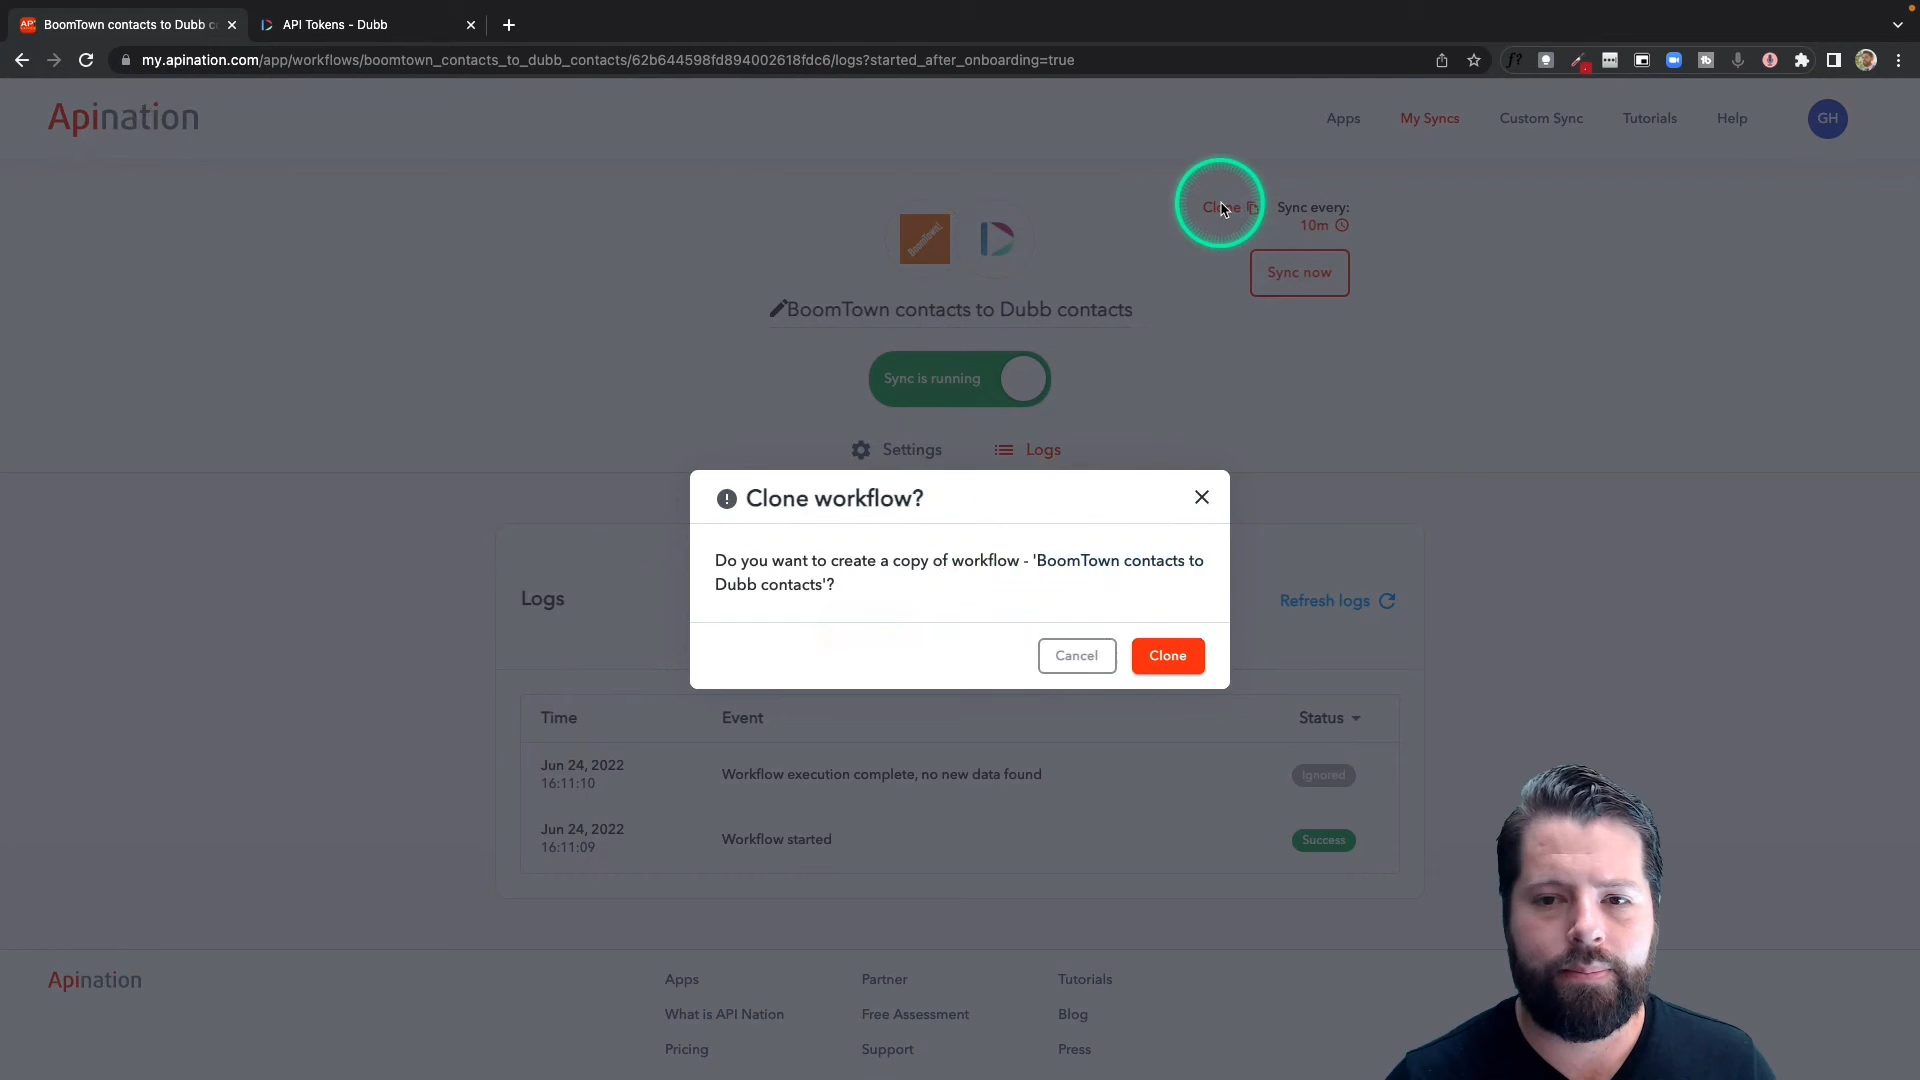 BoomTown contacts to Dubb c
API Tokens - Dubb
my.apination.com/app/workflows/boomtown_contacts_to_dubb_contacts/62b644598fd894002618fdc6/logs?started_after_onboarding=true
Apination
Apps
My Syncs
Custom Sync
Tutorials
Help
GH
Clone
Sync every:
10m
Sync now
BoomTown!
BoomTown contacts to Dubb contacts
Sync is running
Settings
Logs
Clone workflow?
Do you want to create a copy of workflow - 'BoomTown contacts to
Dubb contacts'?
Cancel
Clone
Logs
Refresh logs
Time
Event
Status
Jun 24, 2022
16:11:10
Workflow execution complete, no new data found
Ignored
Jun 24, 2022
16:11:09
Workflow started
Success
Apination
Apps
Partner
Tutorials
What is API Nation
Free Assessment
Blog
Pricing
Support
Press